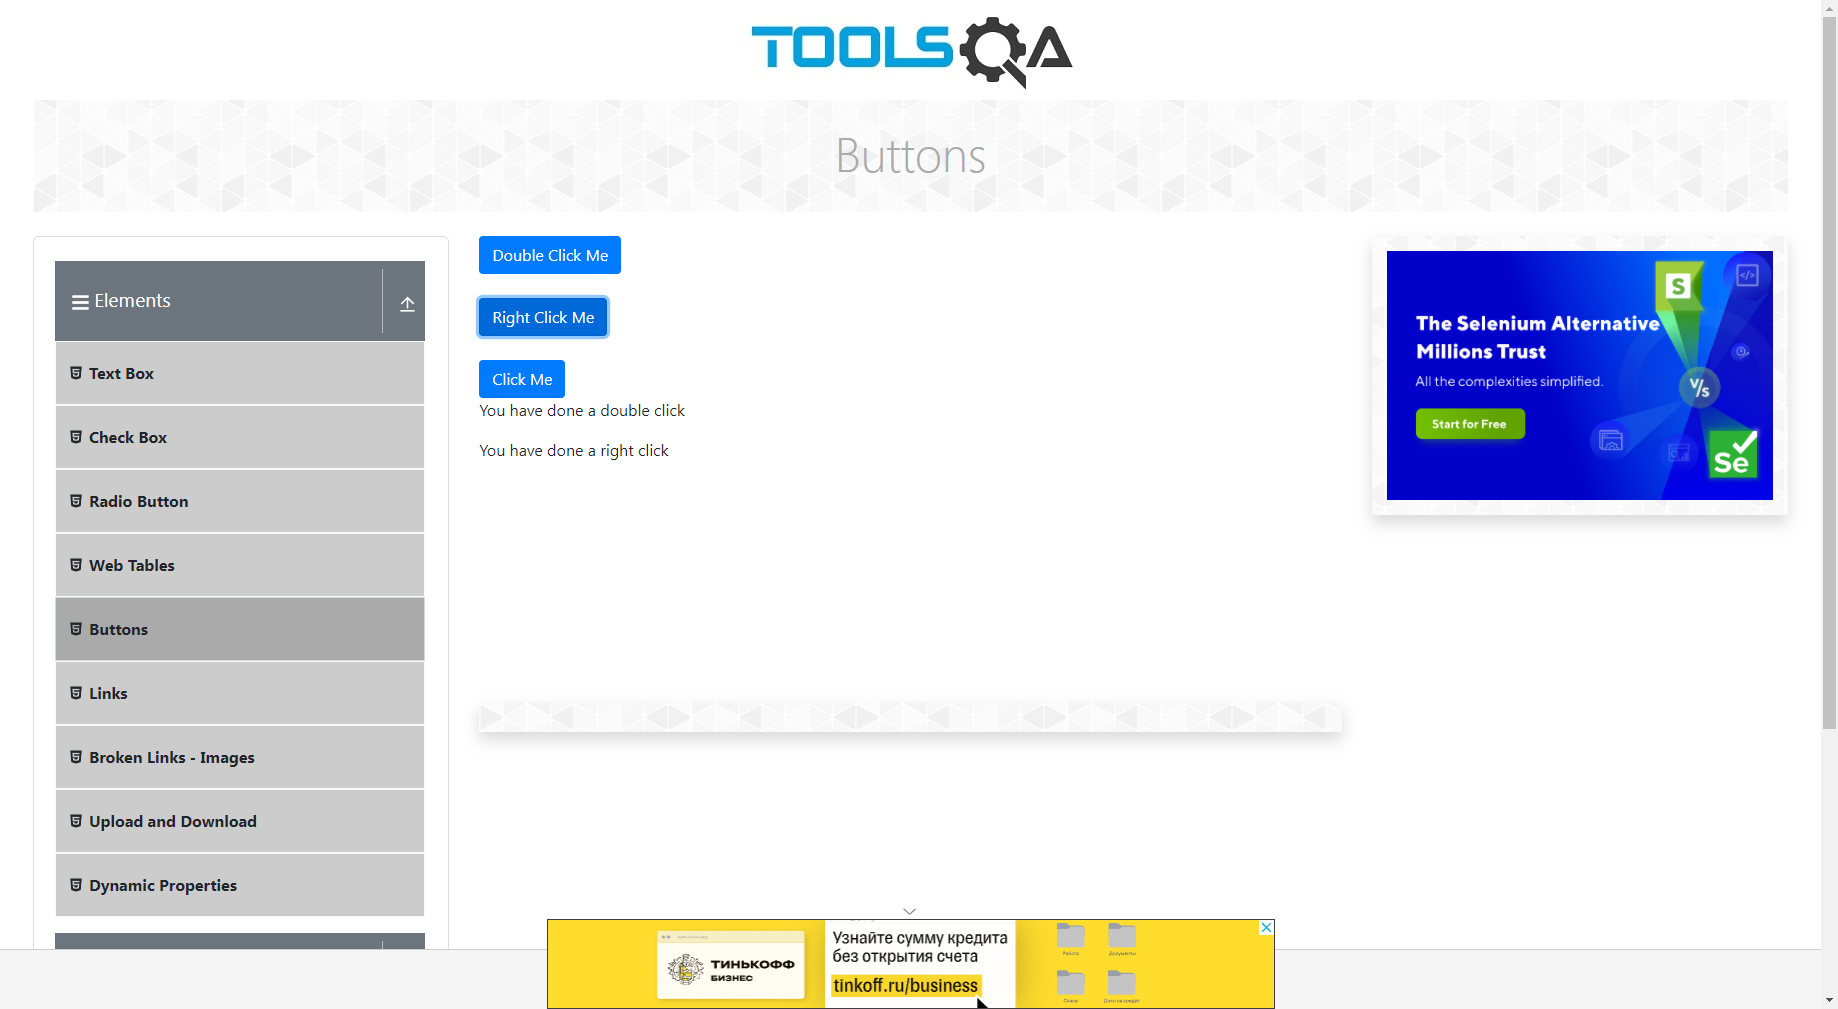 TOOLSQA
Buttons
Elements
Text Box
Check Box
Radio Button
Web Tables
Buttons
Links
Broken Links - Images
Upload and Download
Dynamic Properties
Double Click Me
Right Click Me
Click Me
You have done a double click
You have done a right click
S
</>
The Selenium Alternative
Millions Trust
All the complexities simplified.
V/s
Start for Free
Se
ТИНЬКОФФ
БИЗНЕС
Узнайте сумму кредита
без открытия счета
tinkoff.ru/business
Работа
Документы